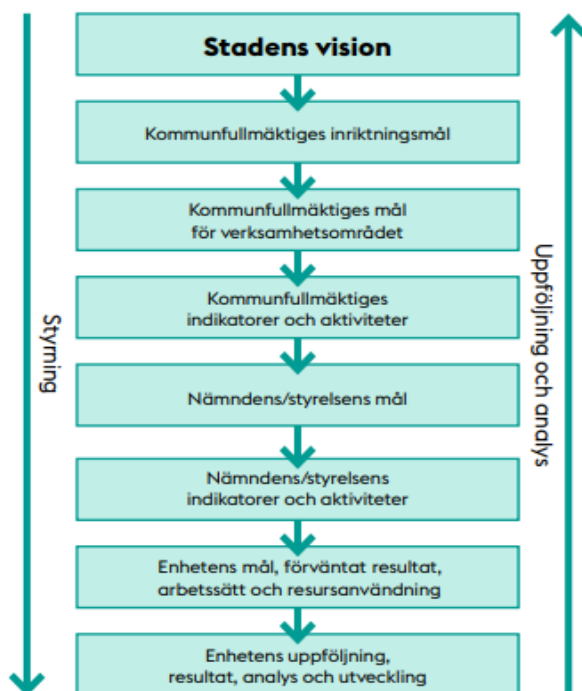 Stadens vision
Kommunfullmäktiges inriktningsmål
Kommunfullmäktiges mål
för verksamhetsområdet
Kommunfullmäktiges
indikatorer och aktiviteter
Nämndens/styrelsens mål
Nämndens/styrelsens
indikatorer och aktiviteter
Enhetens mål, förväntat resultat,
arbetssätt och resursanvändning
Enhetens uppföljning,
resultat, analys och utveckling
Styrning
Uppföljning och analys